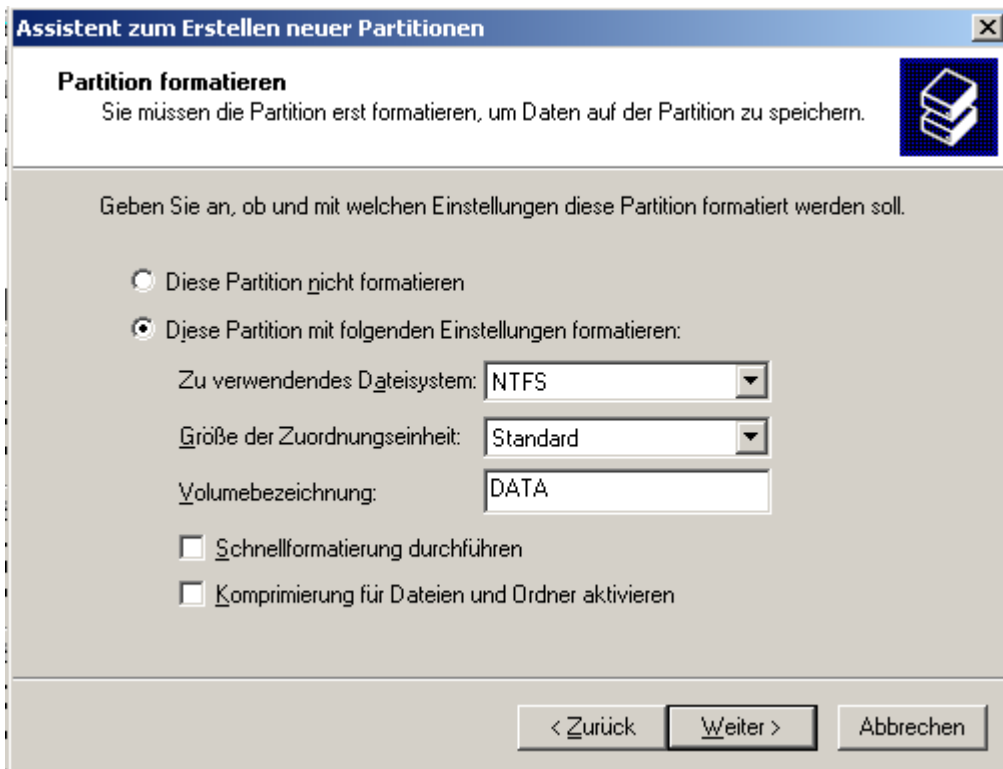 Assistent zum Erstellen neuer Partitionen
Partition formatieren
Sie müssen die Partition erst formatieren, um Daten auf der Partition zu speichern.
Geben Sie an, ob und mit welchen Einstellungen diese Partition formatiert werden soll.
Diese Partition nicht formatieren
Diese Partition mit folgenden Einstellungen formatieren:
Zu verwendendes Dateisystem: NTFS
Größe der Zuordnungseinheit: Standard
Volumebezeichnung: DATA
Schnellformatierung durchführen
Komprimierung für Dateien und Ordner aktivieren
< Zurück Weiter > Abbrechen